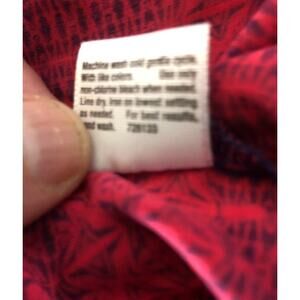 Machine wash cold gentle cycle.
With like colors. Use only
non-chlorine bleach when needed.
Line dry. Iron on lowest setting
as needed. For best results,
hand wash. 728133